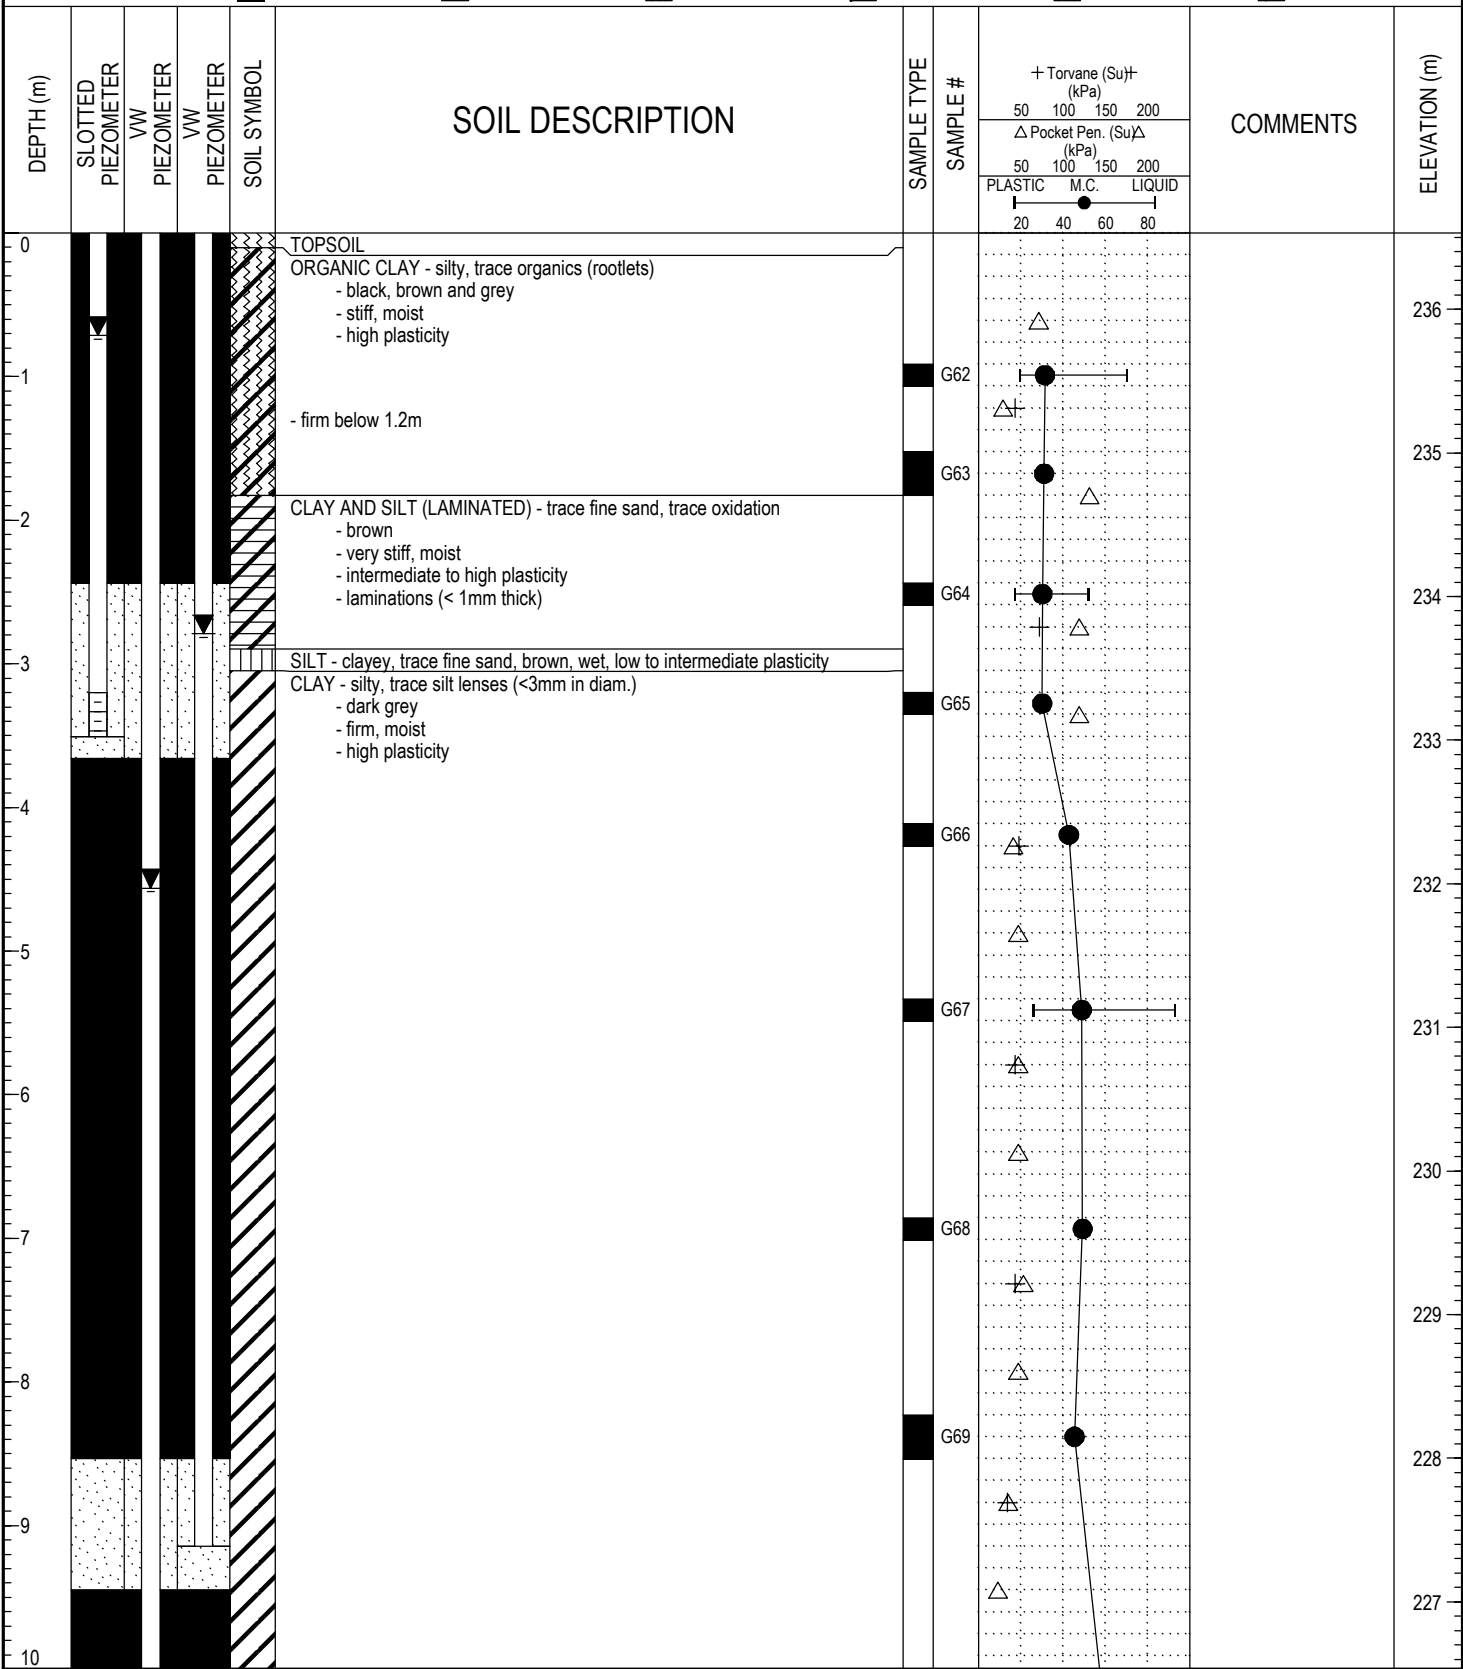 DEPTH (m)
SLOTTED
PIEZOMETER
VW
PIEZOMETER
VW
PIEZOMETER
SOIL SYMBOL
SOIL DESCRIPTION
SAMPLE TYPE
SAMPLE #
+ Torvane (Su)+
(kPa)
50 100 150 200
△ Pocket Pen. (Su)△
(kPa)
50 100 150 200
PLASTIC M.C. LIQUID
20 40 60 80
COMMENTS
ELEVATION (m)
0
TOPSOIL
ORGANIC CLAY - silty, trace organics (rootlets)
- black, brown and grey
- stiff, moist
- high plasticity
236
1
G62
- firm below 1.2m
235
G63
CLAY AND SILT (LAMINATED) - trace fine sand, trace oxidation
2
- brown
- very stiff, moist
- intermediate to high plasticity
- laminations (< 1mm thick)
G64
234
3
SILT - clayey, trace fine sand, brown, wet, low to intermediate plasticity
CLAY - silty, trace silt lenses (<3mm in diam.)
- dark grey
- firm, moist
- high plasticity
G65
233
4
G66
232
5
G67
231
6
230
7
G68
229
8
G69
228
9
227
10